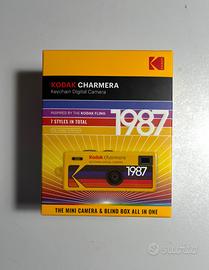 KODAK CHARMERA
Keychain Digital Camera
INSPIRED BY THE KODAK FLING
7 STYLES IN TOTAL
1987
Kodak Charmera
1987
THE MINI CAMERA & BLIND BOX ALL IN ONE
subito